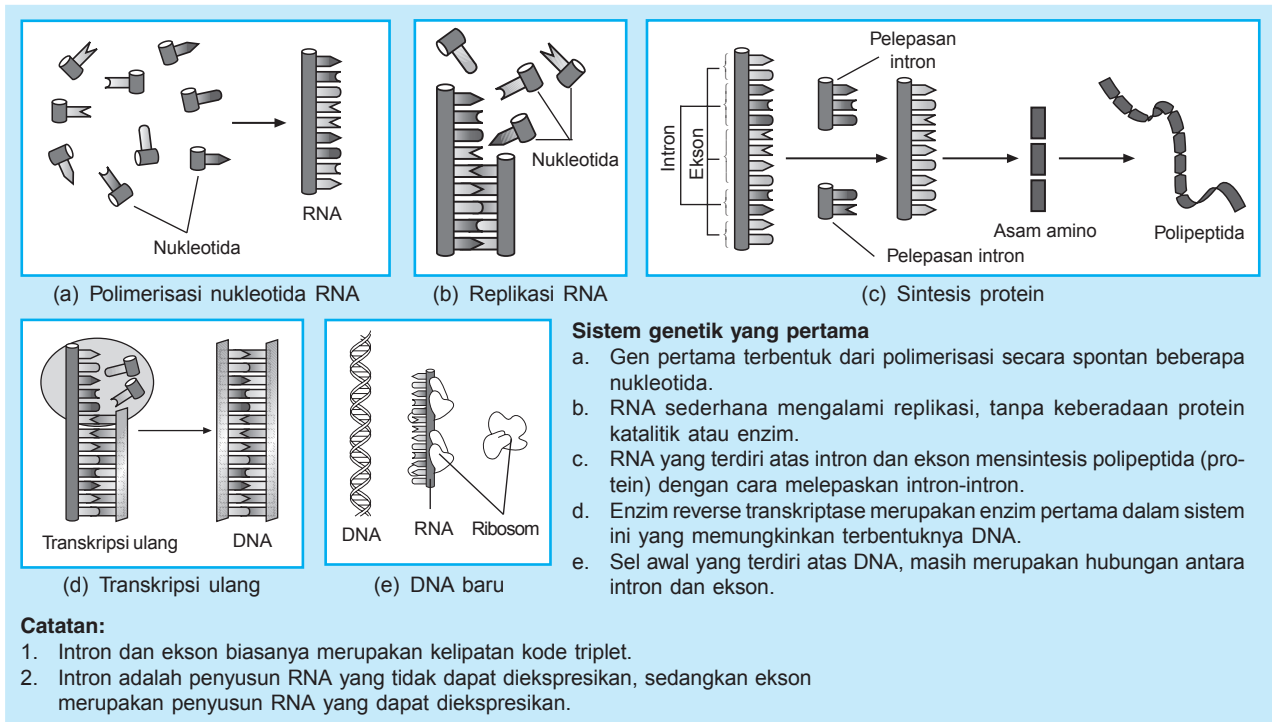 Nukleotida
RNA
(a) Polimerisasi nukleotida RNA
Nukleotida
(b) Replikasi RNA
Pelepasan
intron
Intron
Ekson
Pelepasan intron
Asam amino
Polipeptida
(c) Sintesis protein
Transkripsi ulang
DNA
(d) Transkripsi ulang
DNA
RNA
Ribosom
(e) DNA baru
Sistem genetik yang pertama
a. Gen pertama terbentuk dari polimerisasi secara spontan beberapa
nukleotida.
b. RNA sederhana mengalami replikasi, tanpa keberadaan protein
katalitik atau enzim.
c. RNA yang terdiri atas intron dan ekson mensintesis polipeptida (pro-
tein) dengan cara melepaskan intron-intron.
d. Enzim reverse transkriptase merupakan enzim pertama dalam sistem
ini yang memungkinkan terbentuknya DNA.
e. Sel awal yang terdiri atas DNA, masih merupakan hubungan antara
intron dan ekson.
Catatan:
1. Intron dan ekson biasanya merupakan kelipatan kode triplet.
2. Intron adalah penyusun RNA yang tidak dapat diekspresikan, sedangkan ekson
merupakan penyusun RNA yang dapat diekspresikan.